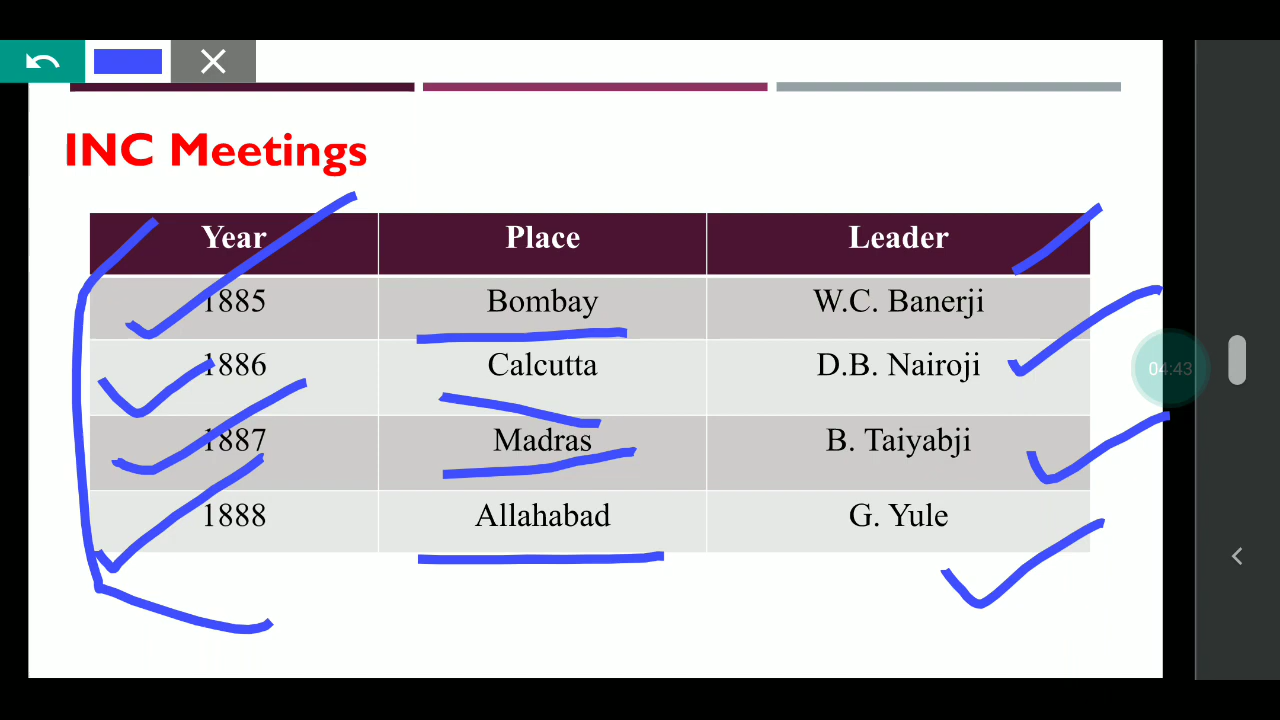 INC Meetings
Year Place Leader
1885 Bombay W.C. Banerji
1886 Calcutta D.B. Nairoji
1887 Madras B. Taiyabji
1888 Allahabad G. Yule
04:43